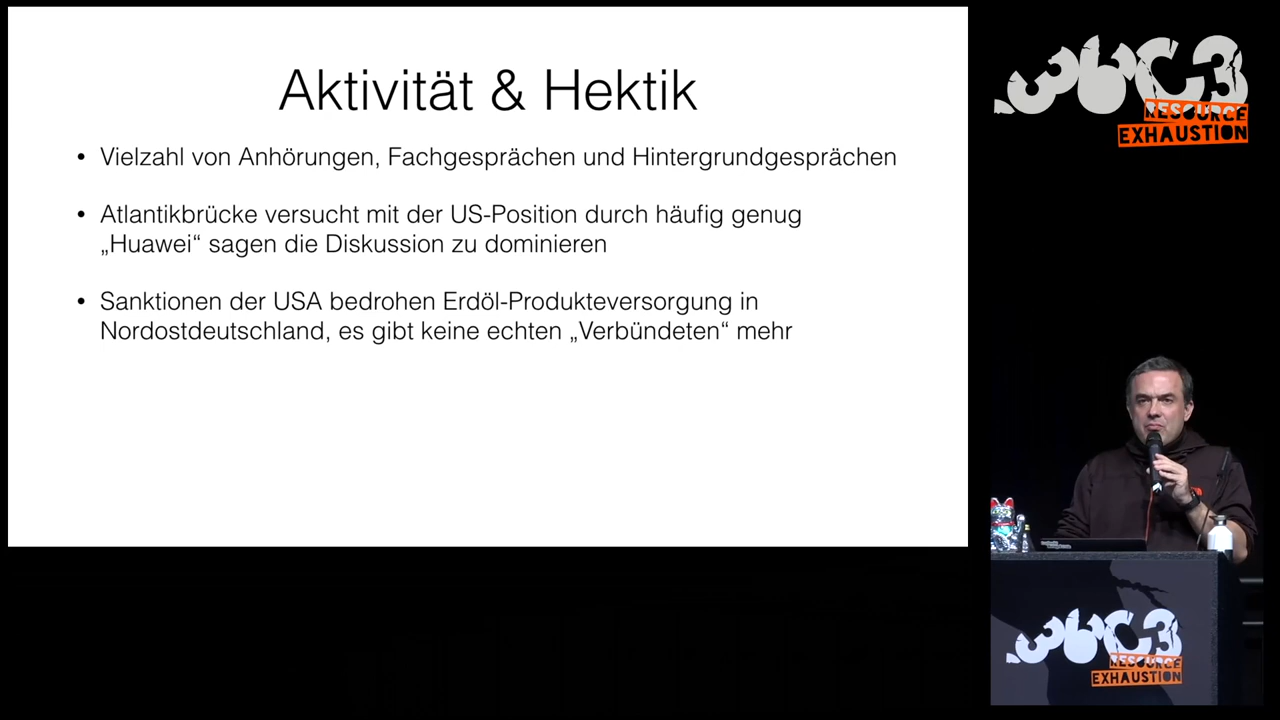 Aktivität & Hektik
• Vielzahl von Anhörungen, Fachgesprächen und Hintergrundgesprächen
• Atlantikbrücke versucht mit der US-Position durch häufig genug
„Huawei“ sagen die Diskussion zu dominieren
• Sanktionen der USA bedrohen Erdöl-Produkteversorgung in
Nordostdeutschland, es gibt keine echten „Verbündeten“ mehr
36C3
RESOURCE
EXHAUSTION
36C3
RESOURCE
EXHAUSTION